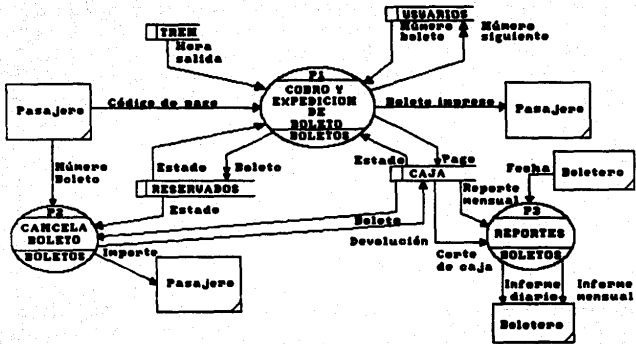 USUARIOS
TREN
Hora
salida
Número
boleto
Número
siguiente
P1
COBRO Y
EXPEDICION
DE
BOLETO
BOLETOS
Pasajero
Código de pago
Boleto impreso
Pasajero
Número
Boleto
Estado
Boleto
RESERVADOS
Estado
Estado
Pago
CAJA
Reporte
mensual
Fecha
Boletero
P2
CANCELA
BOLETO
BOLETOS
Importe
Boleto
Devolución
Corte
de caja
P3
REPORTES
BOLETOS
Pasajero
Informe
diario
Informe
mensual
Boletero